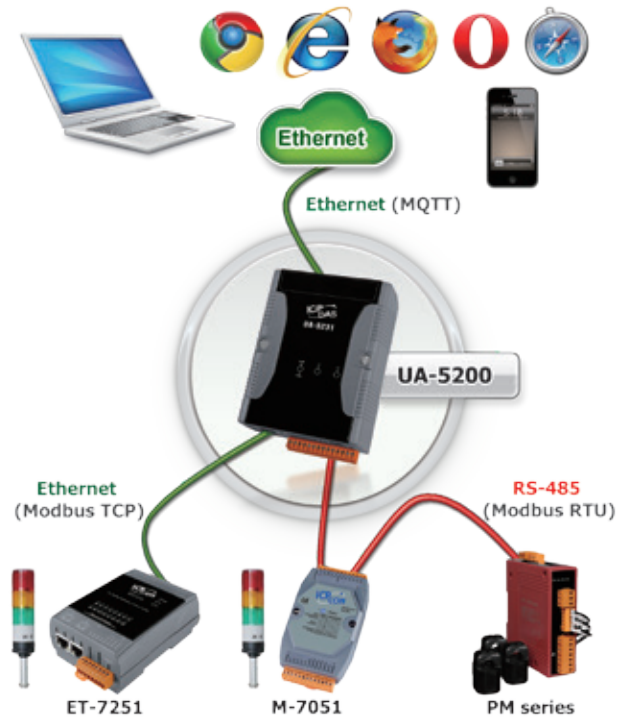 Ethernet
Ethernet (MQTT)
UA-5200
Ethernet
(Modbus TCP)
RS-485
(Modbus RTU)
ET-7251
M-7051
PM series